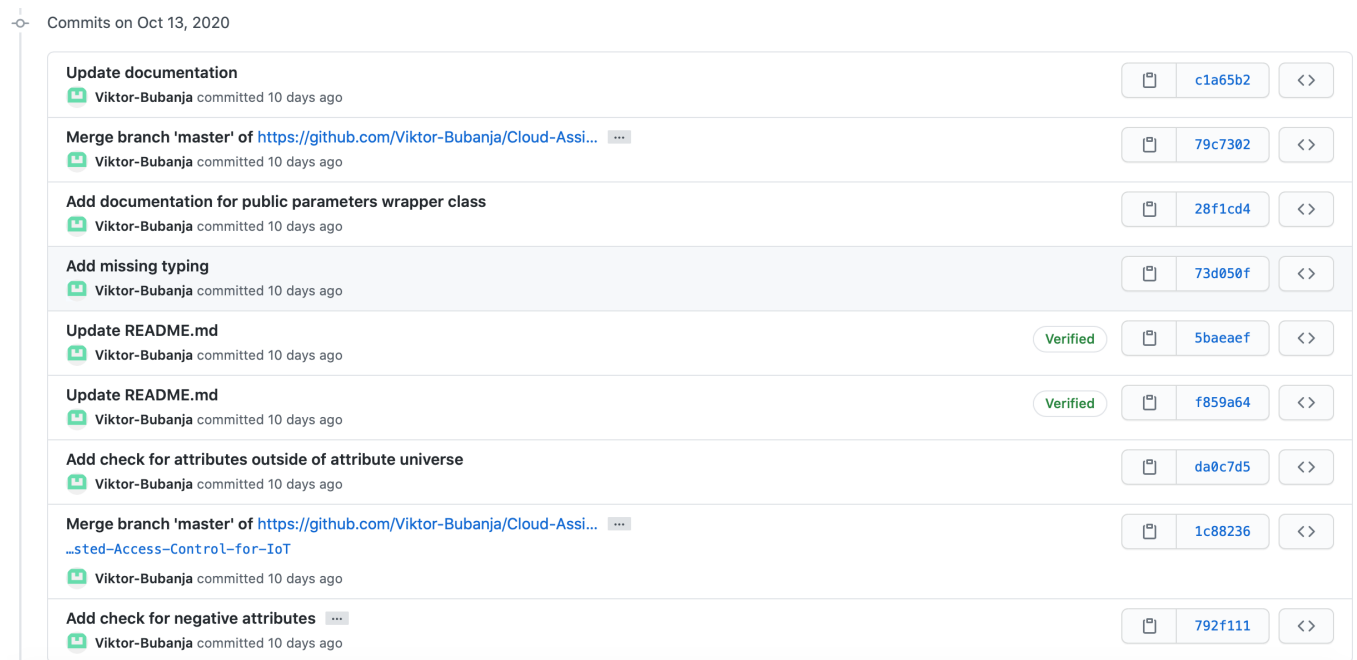 Commits on Oct 13, 2020
Update documentation
c1a65b2
Viktor-Bubanja committed 10 days ago
Merge branch 'master' of https://github.com/Viktor-Bubanja/Cloud-Assi... ...
79c7302
Viktor-Bubanja committed 10 days ago
Add documentation for public parameters wrapper class
28f1cd4
Viktor-Bubanja committed 10 days ago
Add missing typing
73d050f
Viktor-Bubanja committed 10 days ago
Update README.md
Verified
5baeaef
Viktor-Bubanja committed 10 days ago
Update README.md
Verified
f859a64
Viktor-Bubanja committed 10 days ago
Add check for attributes outside of attribute universe
da0c7d5
Viktor-Bubanja committed 10 days ago
Merge branch 'master' of https://github.com/Viktor-Bubanja/Cloud-Assi... ...
1c88236
…sted-Access-Control-for-IoT
Viktor-Bubanja committed 10 days ago
Add check for negative attributes ...
792f111
Viktor-Bubanja committed 10 days ago